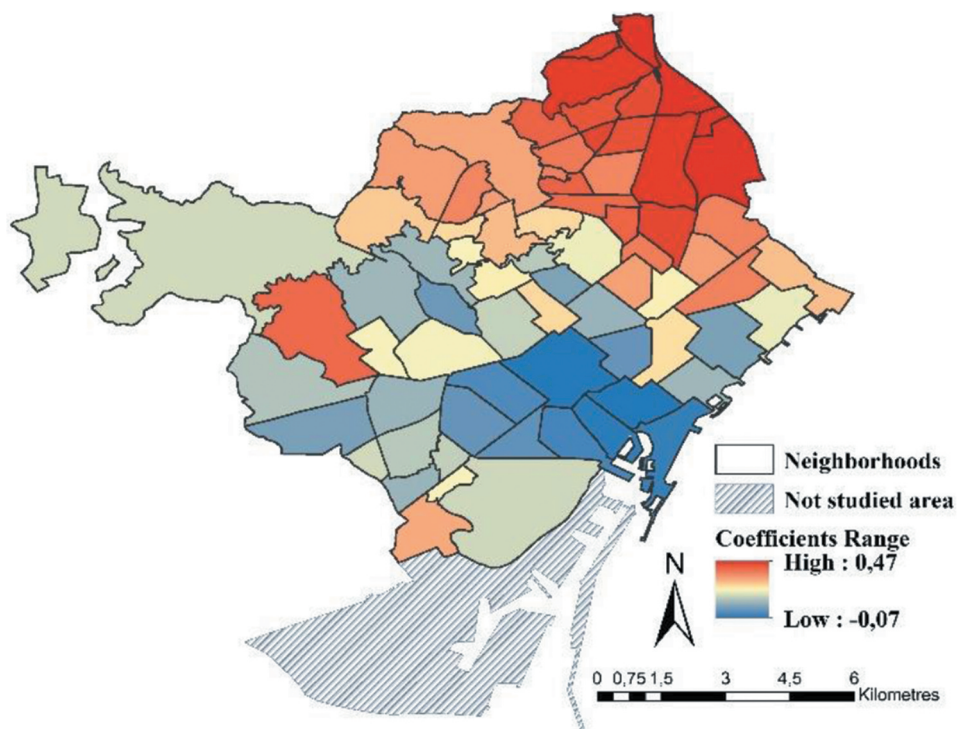 Neighborhoods
Not studied area
Coefficients Range
High : 0,47
Low : -0,07
N
0 0,75 1,5 3 4,5 6
Kilometres